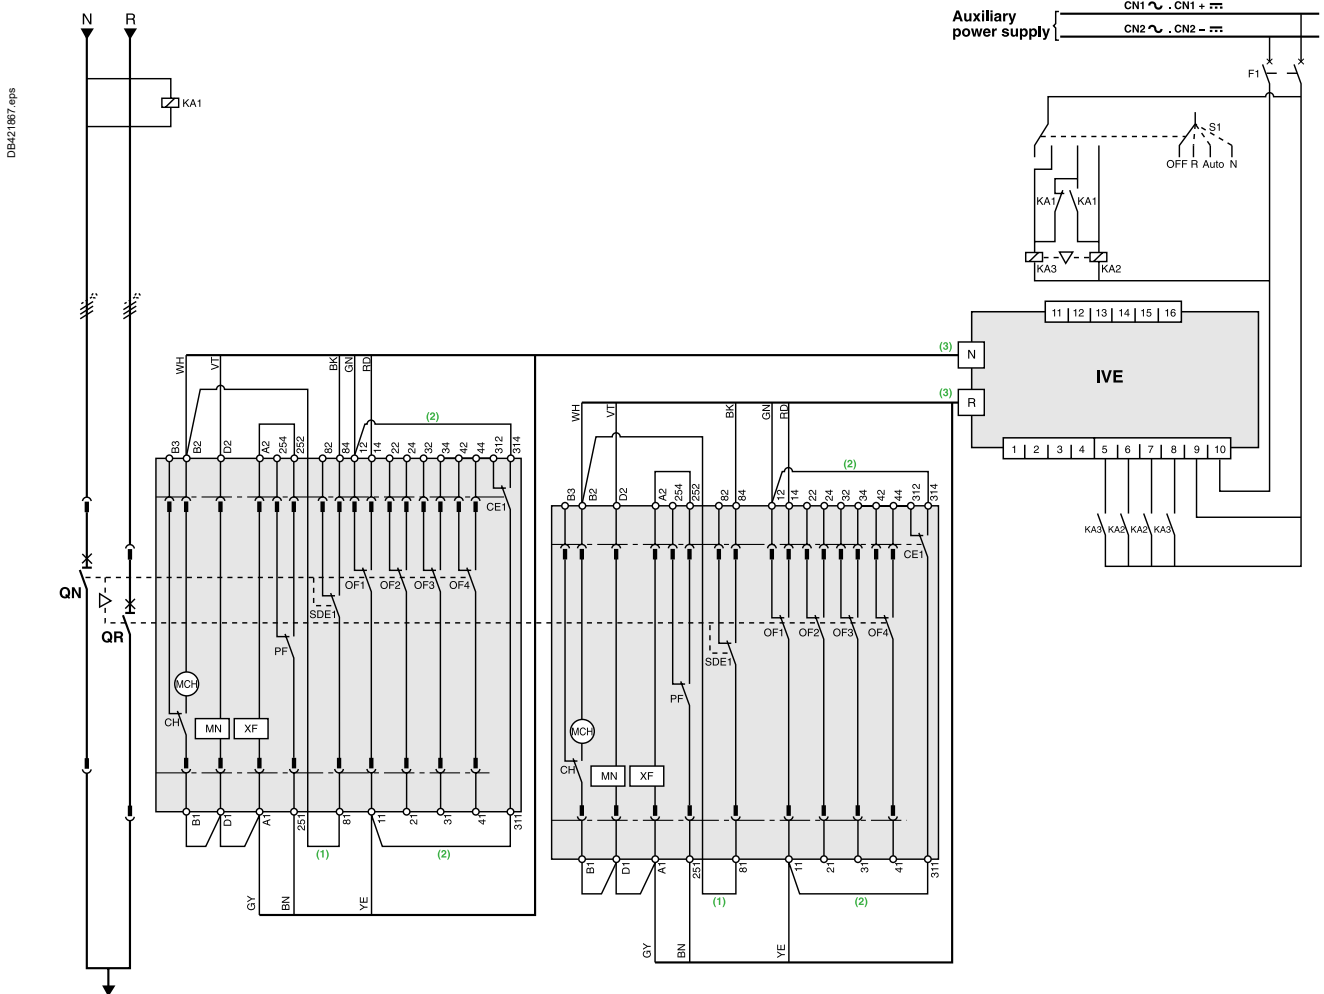 CN1 ∿ . CN1 + ⎓
Auxiliary
power supply
CN2 ∿ . CN2 – ⎓
N R
F1
KA1
DB421867.eps
S1
OFF R Auto N
KA1 KA1
KA3 KA2
11 12 13 14 15 16
(3) N
IVE
(3) R
1 2 3 4 5 6 7 8 9 10
KA3 KA2 KA2 KA3
WH VT BK GN RD
(2)
B3 B2 D2 A2 254 252 82 84 12 14 22 24 32 34 42 44 312 314
CE1
QN
OF1 OF2 OF3 OF4
SDE1
QR
PF
MCH
CH
MN XF
B1 D1 A1 251 81 11 21 31 41 311
(1) (2)
GY BN YE
WH VT BK GN RD
(2)
B3 B2 D2 A2 254 252 82 84 12 14 22 24 32 34 42 44 312 314
CE1
OF1 OF2 OF3 OF4
SDE1
PF
MCH
CH
MN XF
B1 D1 A1 251 81 11 21 31 41 311
(1) (2)
GY BN YE